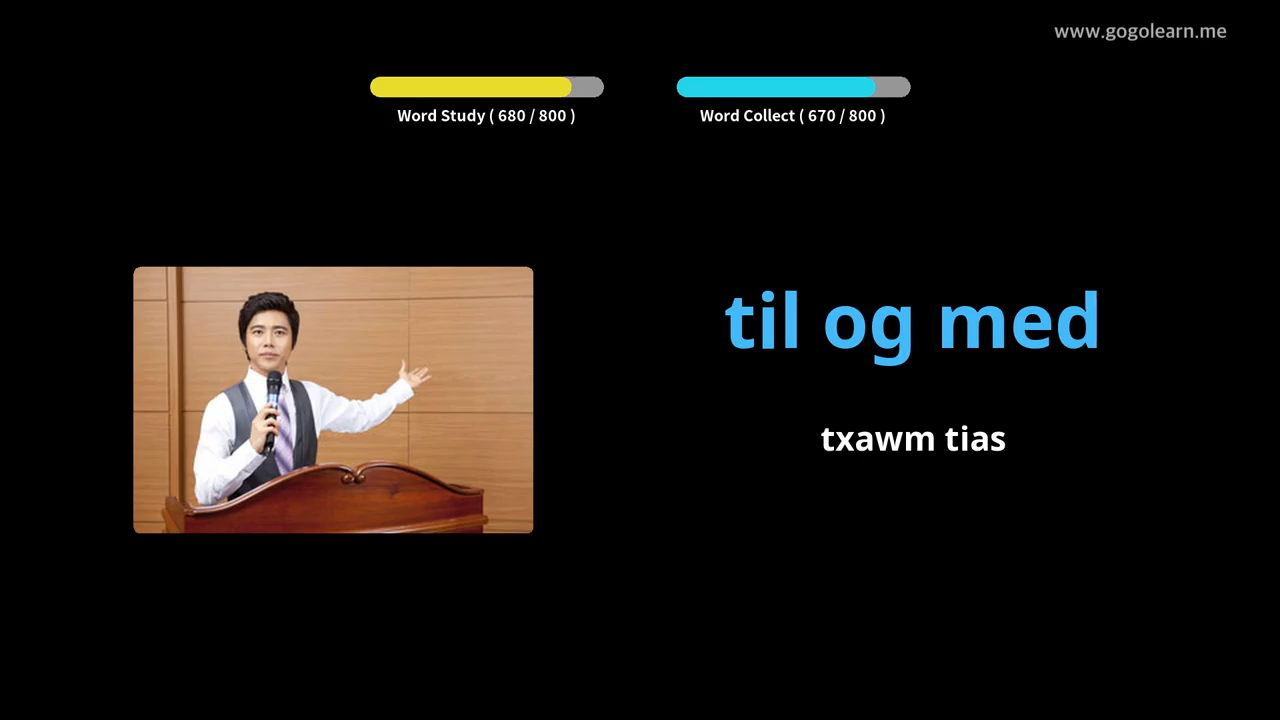 www.gogolearn.me
Word Study ( 680 / 800 )
Word Collect ( 670 / 800 )
til og med
txawm tias